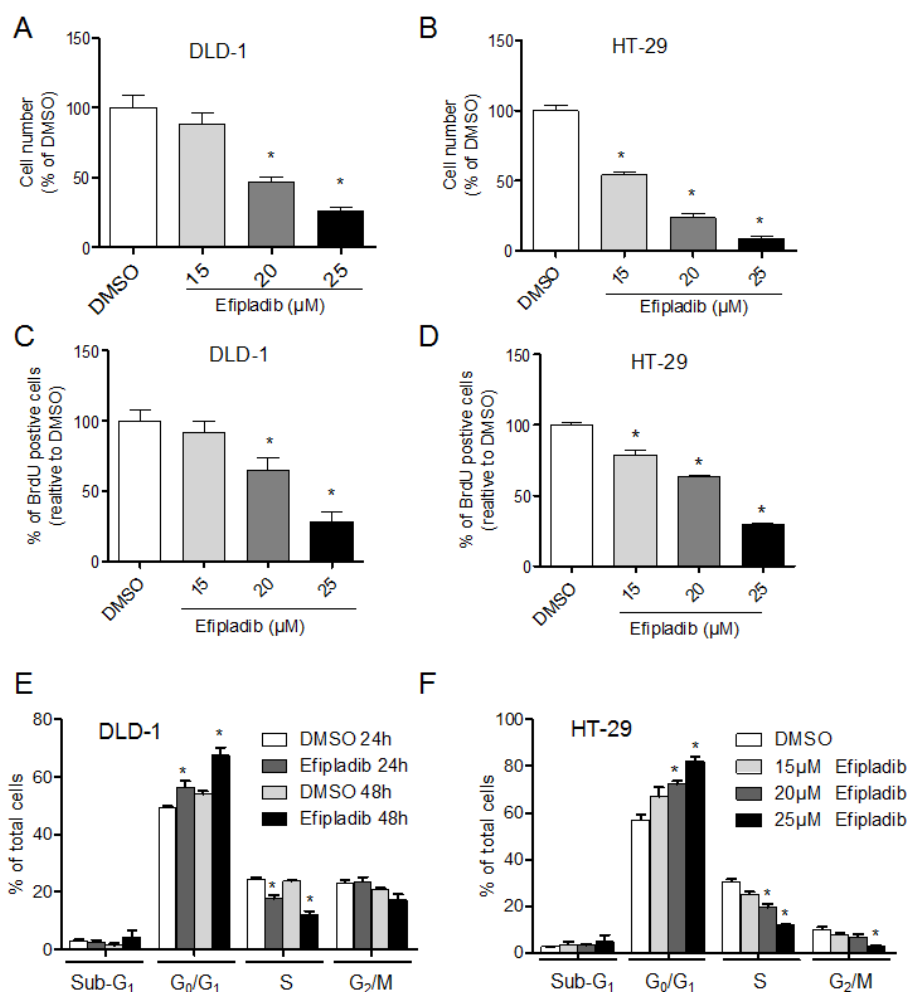 A
DLD-1
150
100
50
0
Cell number
(% of DMSO)
*
*
DMSO
15
20
25
Efipladib (µM)
B
HT-29
150
100
50
0
Cell number
(% of DMSO)
*
*
*
DMSO
15
20
25
Efipladib (µM)
C
DLD-1
150
100
50
0
% of BrdU postive cells
(realtive to DMSO)
*
*
DMSO
15
20
25
Efipladib (µM)
D
HT-29
150
100
50
0
% of BrdU postive cells
(realtive to DMSO)
*
*
*
DMSO
15
20
25
Efipladib (µM)
E
DLD-1
80
60
40
20
0
% of total cells
DMSO 24h
Efipladib 24h
DMSO 48h
Efipladib 48h
*
*
*
*
Sub-G₁
G₀/G₁
S
G₂/M
F
HT-29
100
80
60
40
20
0
% of total cells
DMSO
15µM Efipladib
20µM Efipladib
25µM Efipladib
*
*
*
*
*
Sub-G₁
G₀/G₁
S
G₂/M